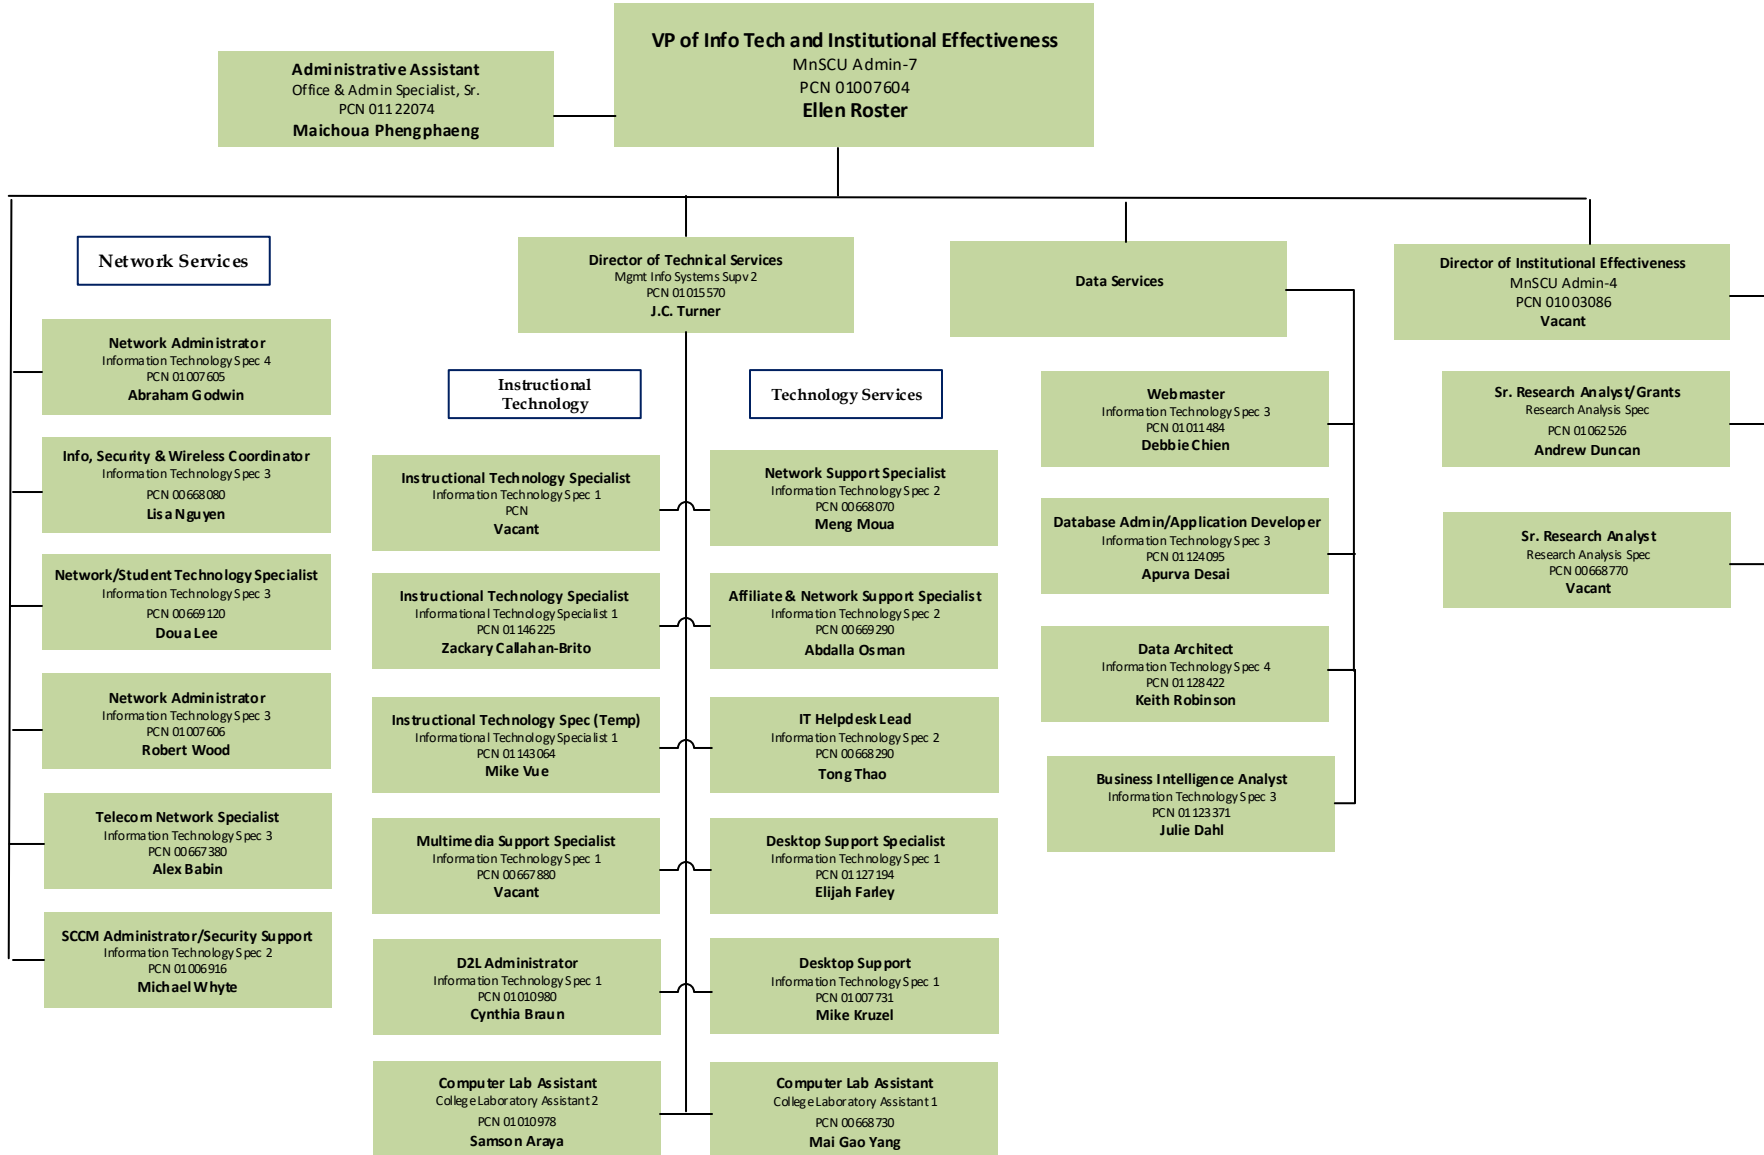 VP of Info Tech and Institutional Effectiveness
MnSCU Admin-7
PCN 01007604
Ellen Roster
Administrative Assistant
Office & Admin Specialist, Sr.
PCN 01122074
Maichoua Phengphaeng
Network Services
Network Administrator
Information Technology Spec 4
PCN 01007605
Abraham Godwin
Info, Security & Wireless Coordinator
Information Technology Spec 3
PCN 00668080
Lisa Nguyen
Network/Student Technology Specialist
Information Technology Spec 3
PCN 00669120
Doua Lee
Network Administrator
Information Technology Spec 3
PCN 01007606
Robert Wood
Telecom Network Specialist
Information Technology Spec 3
PCN 00667380
Alex Babin
SCCM Administrator/Security Support
Information Technology Spec 2
PCN 01006916
Michael Whyte
Director of Technical Services
Mgmt Info Systems Supv 2
PCN 01015570
J.C. Turner
Instructional
Technology
Instructional Technology Specialist
Information Technology Spec 1
PCN
Vacant
Instructional Technology Specialist
Informational Technology Specialist 1
PCN 01146225
Zackary Callahan-Brito
Instructional Technology Spec (Temp)
Informational Technology Specialist 1
PCN 01143064
Mike Vue
Multimedia Support Specialist
Information Technology Spec 1
PCN 00667880
Vacant
D2L Administrator
Information Technology Spec 1
PCN 01010980
Cynthia Braun
Computer Lab Assistant
College Laboratory Assistant 2
PCN 01010978
Samson Araya
Technology Services
Network Support Specialist
Information Technology Spec 2
PCN 00668070
Meng Moua
Affiliate & Network Support Specialist
Information Technology Spec 2
PCN 00669290
Abdalla Osman
IT Helpdesk Lead
Information Technology Spec 2
PCN 00668290
Tong Thao
Desktop Support Specialist
Information Technology Spec 1
PCN 01127194
Elijah Farley
Desktop Support
Information Technology Spec 1
PCN 01007731
Mike Kruzel
Computer Lab Assistant
College Laboratory Assistant 1
PCN 00668730
Mai Gao Yang
Data Services
Webmaster
Information Technology Spec 3
PCN 01011484
Debbie Chien
Database Admin/Application Developer
Information Technology Spec 3
PCN 01124095
Apurva Desai
Data Architect
Information Technology Spec 4
PCN 01128422
Keith Robinson
Business Intelligence Analyst
Information Technology Spec 3
PCN 01123371
Julie Dahl
Director of Institutional Effectiveness
MnSCU Admin-4
PCN 01003086
Vacant
Sr. Research Analyst/Grants
Research Analysis Spec
PCN 01062526
Andrew Duncan
Sr. Research Analyst
Research Analysis Spec
PCN 00668770
Vacant